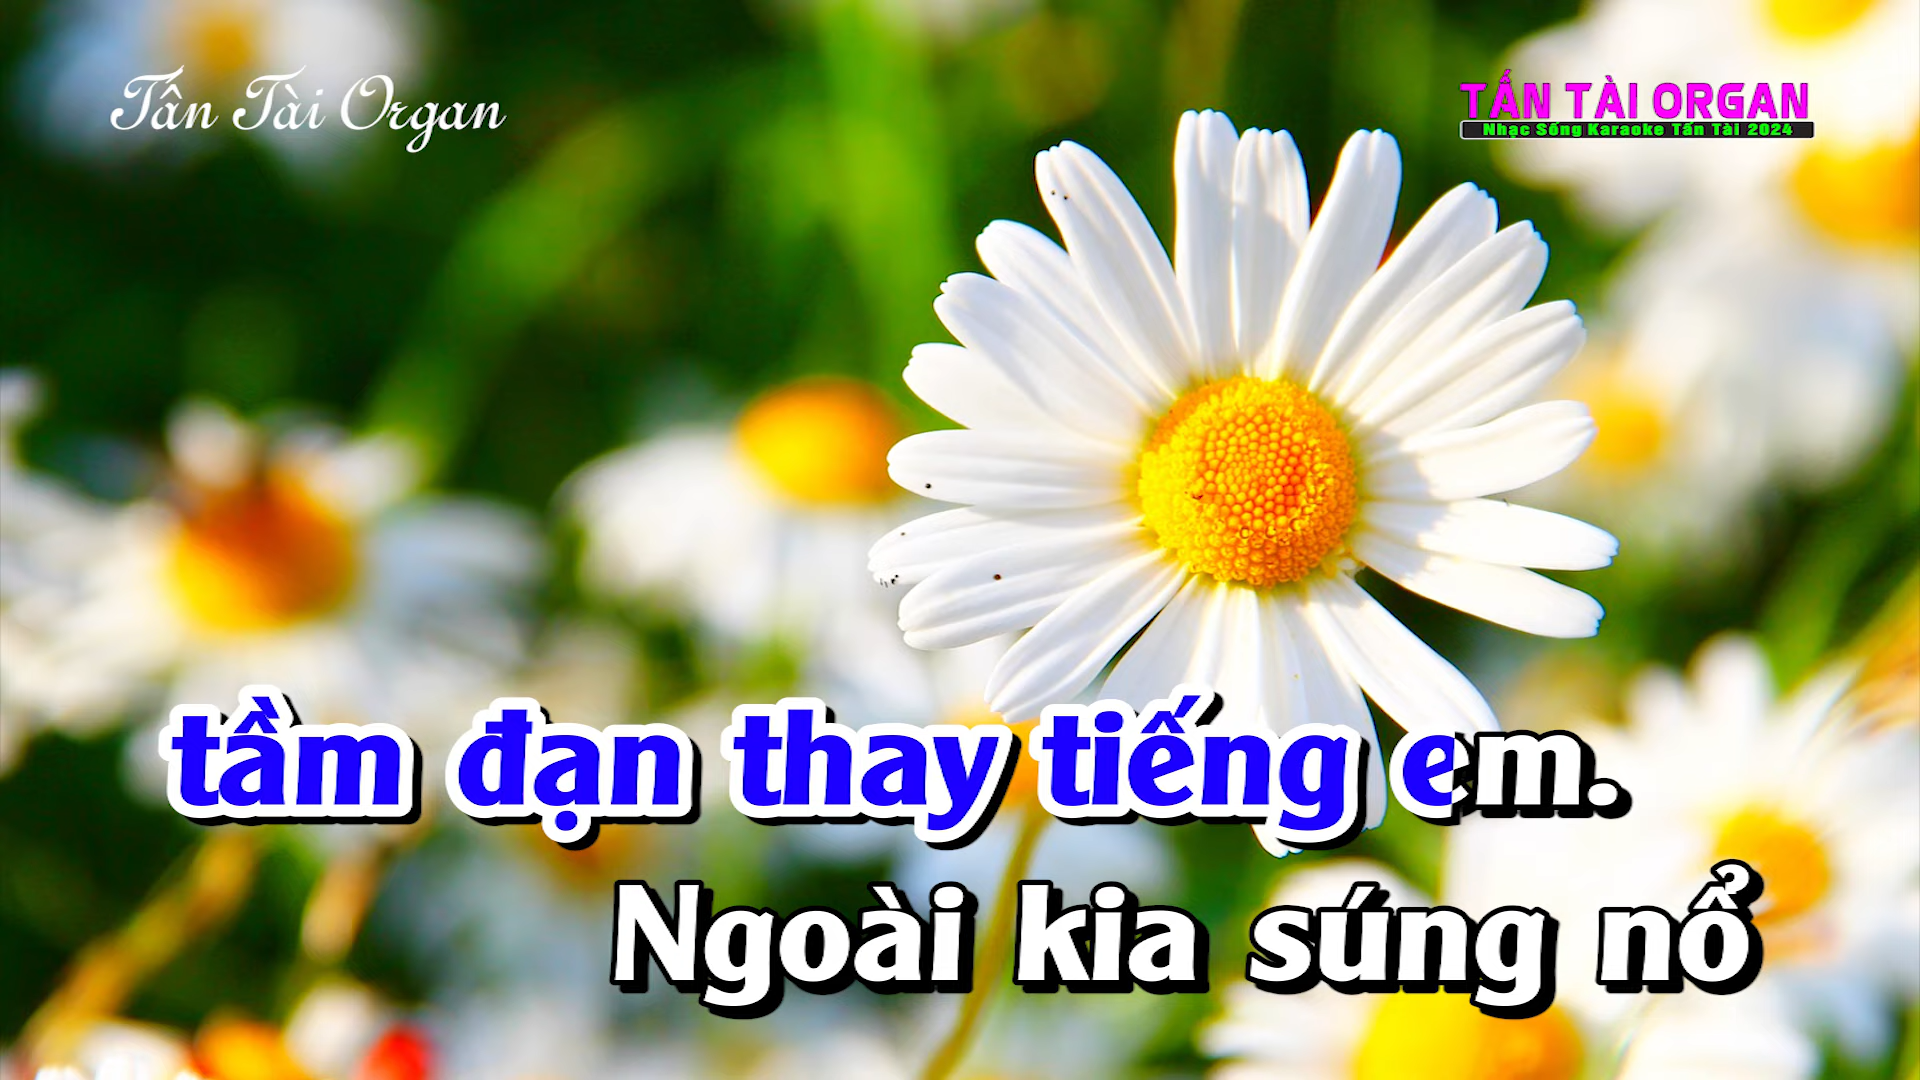 Tấn Tài Organ
TẤN TÀI ORGAN
Nhạc Sống Karaoke Tấn Tài 2024
tầm đạn thay tiếng em.
Ngoài kia súng nổ